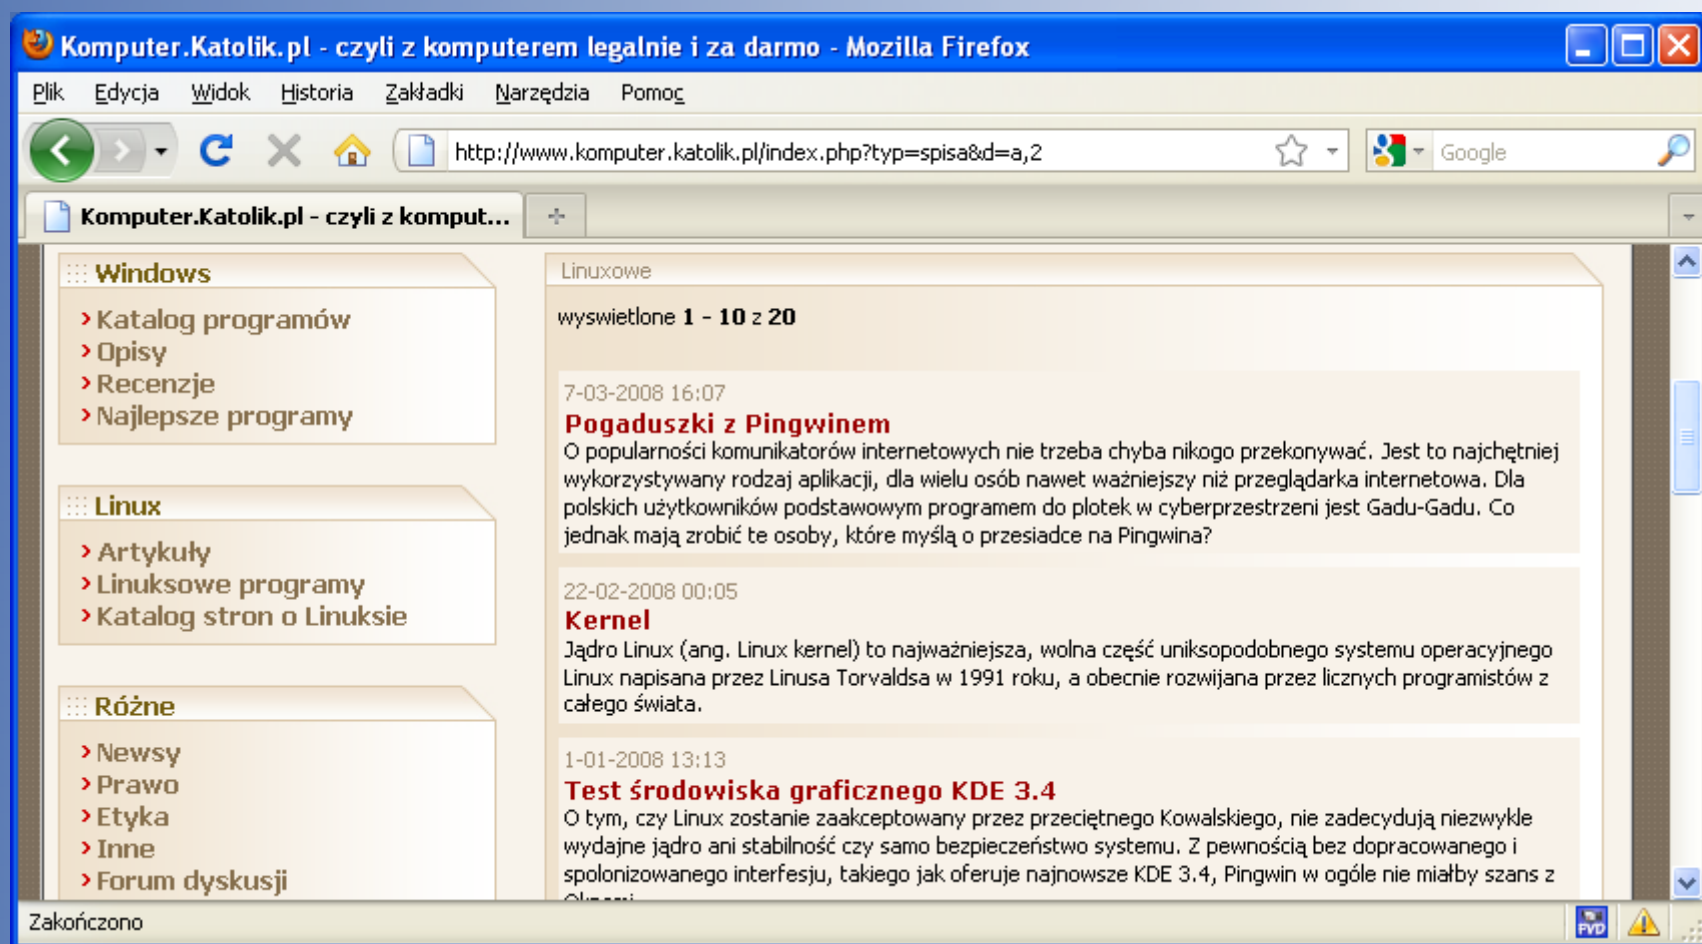 Komputer.Katolik.pl - czyli z komputerem legalnie i za darmo - Mozilla Firefox
Plik Edycja Widok Historia Zakładki Narzędzia Pomoc
http://www.komputer.katolik.pl/index.php?typ=spisa&d=a,2
Google
Komputer.Katolik.pl - czyli z komput...
Windows
Katalog programów
Opisy
Recenzje
Najlepsze programy
Linux
Artykuły
Linuksowe programy
Katalog stron o Linuksie
Różne
Newsy
Prawo
Etyka
Inne
Forum dyskusji
Linuxowe
wyswietlone 1 - 10 z 20
7-03-2008 16:07
Pogaduszki z Pingwinem
O popularności komunikatorów internetowych nie trzeba chyba nikogo przekonywać. Jest to najchętniej
wykorzystywany rodzaj aplikacji, dla wielu osób nawet ważniejszy niż przeglądarka internetowa. Dla
polskich użytkowników podstawowym programem do plotek w cyberprzestrzeni jest Gadu-Gadu. Co
jednak mają zrobić te osoby, które myślą o przesiadce na Pingwina?
22-02-2008 00:05
Kernel
Jądro Linux (ang. Linux kernel) to najważniejsza, wolna część uniksopodobnego systemu operacyjnego
Linux napisana przez Linusa Torvaldsa w 1991 roku, a obecnie rozwijana przez licznych programistów z
całego świata.
1-01-2008 13:13
Test środowiska graficznego KDE 3.4
O tym, czy Linux zostanie zaakceptowany przez przeciętnego Kowalskiego, nie zadecydują niezwykle
wydajne jądro ani stabilność czy samo bezpieczeństwo systemu. Z pewnością bez dopracowanego i
spolonizowanego interfesju, takiego jak oferuje najnowsze KDE 3.4, Pingwin w ogóle nie miałby szans z
Zakończono
FVD